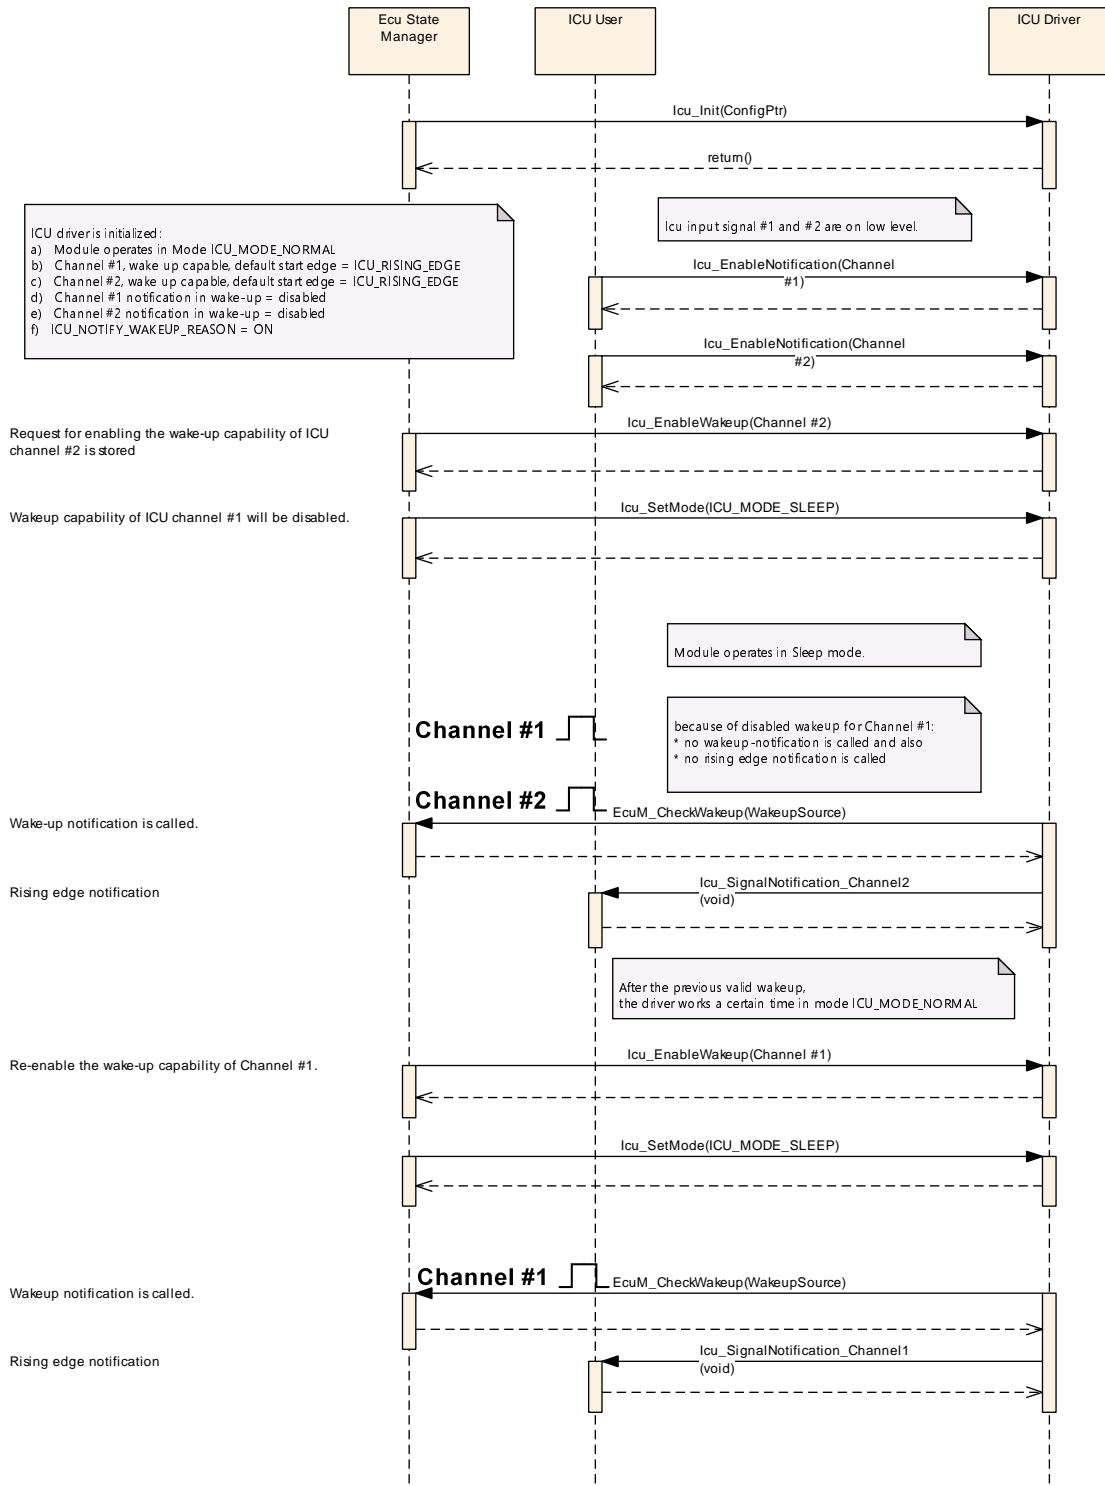 Ecu State
Manager
ICU User
ICU Driver
Icu_Init(ConfigPtr)
return()
ICU driver is initialized:
a) Module operates in Mode ICU_MODE_NORMAL
b) Channel #1, wake up capable, default start edge = ICU_RISING_EDGE
c) Channel #2, wake up capable, default start edge = ICU_RISING_EDGE
d) Channel #1 notification in wake-up = disabled
e) Channel #2 notification in wake-up = disabled
f) ICU_NOTIFY_WAKEUP_REASON = ON
Icu input signal #1 and #2 are on low level.
Icu_EnableNotification(Channel
#1)
Icu_EnableNotification(Channel
#2)
Request for enabling the wake-up capability of ICU
channel #2 is stored
Icu_EnableWakeup(Channel #2)
Wakeup capability of ICU channel #1 will be disabled.
Icu_SetMode(ICU_MODE_SLEEP)
Module operates in Sleep mode.
Channel #1
because of disabled wakeup for Channel #1:
* no wakeup-notification is called and also
* no rising edge notification is called
Channel #2
EcuM_CheckWakeup(WakeupSource)
Wake-up notification is called.
Rising edge notification
Icu_SignalNotification_Channel2
(void)
After the previous valid wakeup,
the driver works a certain time in mode ICU_MODE_NORMAL
Re-enable the wake-up capability of Channel #1.
Icu_EnableWakeup(Channel #1)
Icu_SetMode(ICU_MODE_SLEEP)
Channel #1
EcuM_CheckWakeup(WakeupSource)
Wakeup notification is called.
Rising edge notification
Icu_SignalNotification_Channel1
(void)